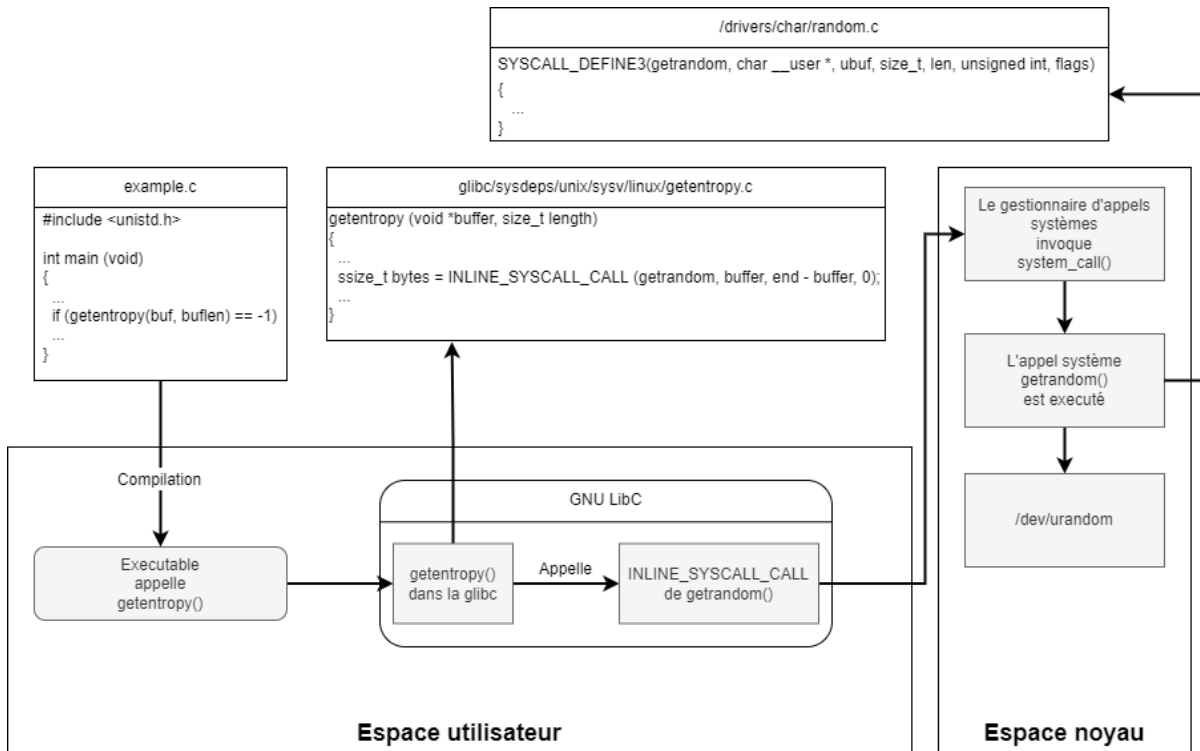 /drivers/char/random.c
SYSCALL_DEFINE3(getrandom, char __user *, ubuf, size_t, len, unsigned int, flags)
{
...
}
example.c
#include <unistd.h>
int main (void)
{
...
if (getentropy(buf, buflen) == -1)
...
}
glibc/sysdeps/unix/sysv/linux/getentropy.c
getentropy (void *buffer, size_t length)
{
...
ssize_t bytes = INLINE_SYSCALL_CALL (getrandom, buffer, end - buffer, 0);
...
}
Le gestionnaire d'appels
systèmes
invoque
system_call()
L'appel système
getrandom()
est executé
/dev/urandom
Compilation
Executable
appelle
getentropy()
GNU LibC
getentropy()
dans la glibc
Appelle
INLINE_SYSCALL_CALL
de getrandom()
Espace utilisateur
Espace noyau